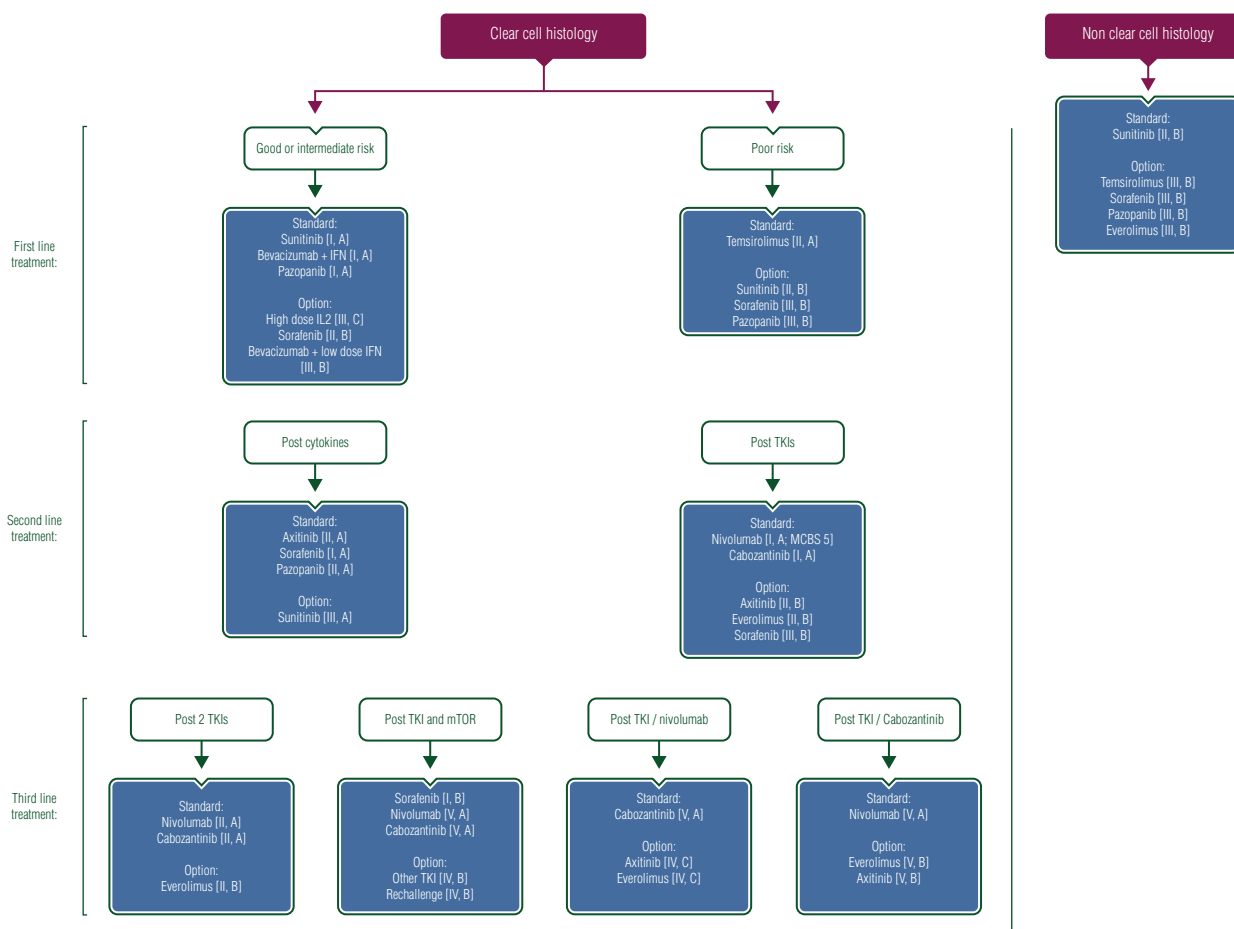 Clear cell histology
Non clear cell histology
Standard:
Sunitinib [II, B]
Option:
Temsirolimus [III, B]
Sorafenib [III, B]
Pazopanib [III, B]
Everolimus [III, B]
First line
treatment:
Good or intermediate risk
Standard:
Sunitinib [I, A]
Bevacizumab + IFN [I, A]
Pazopanib [I, A]
Option:
High dose IL2 [III, C]
Sorafenib [II, B]
Bevacizumab + low dose IFN
[III, B]
Poor risk
Standard:
Temsirolimus [II, A]
Option:
Sunitinib [II, B]
Sorafenib [III, B]
Pazopanib [III, B]
Second line
treatment:
Post cytokines
Standard:
Axitinib [II, A]
Sorafenib [I, A]
Pazopanib [II, A]
Option:
Sunitinib [III, A]
Post TKIs
Standard:
Nivolumab [I, A; MCBS 5]
Cabozantinib [I, A]
Option:
Axitinib [II, B]
Everolimus [II, B]
Sorafenib [III, B]
Third line
treatment:
Post 2 TKIs
Standard:
Nivolumab [II, A]
Cabozantinib [II, A]
Option:
Everolimus [II, B]
Post TKI and mTOR
Sorafenib [I, B]
Nivolumab [V, A]
Cabozantinib [V, A]
Option:
Other TKI [IV, B]
Rechallenge [IV, B]
Post TKI / nivolumab
Standard:
Cabozantinib [V, A]
Option:
Axitinib [IV, C]
Everolimus [IV, C]
Post TKI / Cabozantinib
Standard:
Nivolumab [V, A]
Option:
Everolimus [V, B]
Axitinib [V, B]